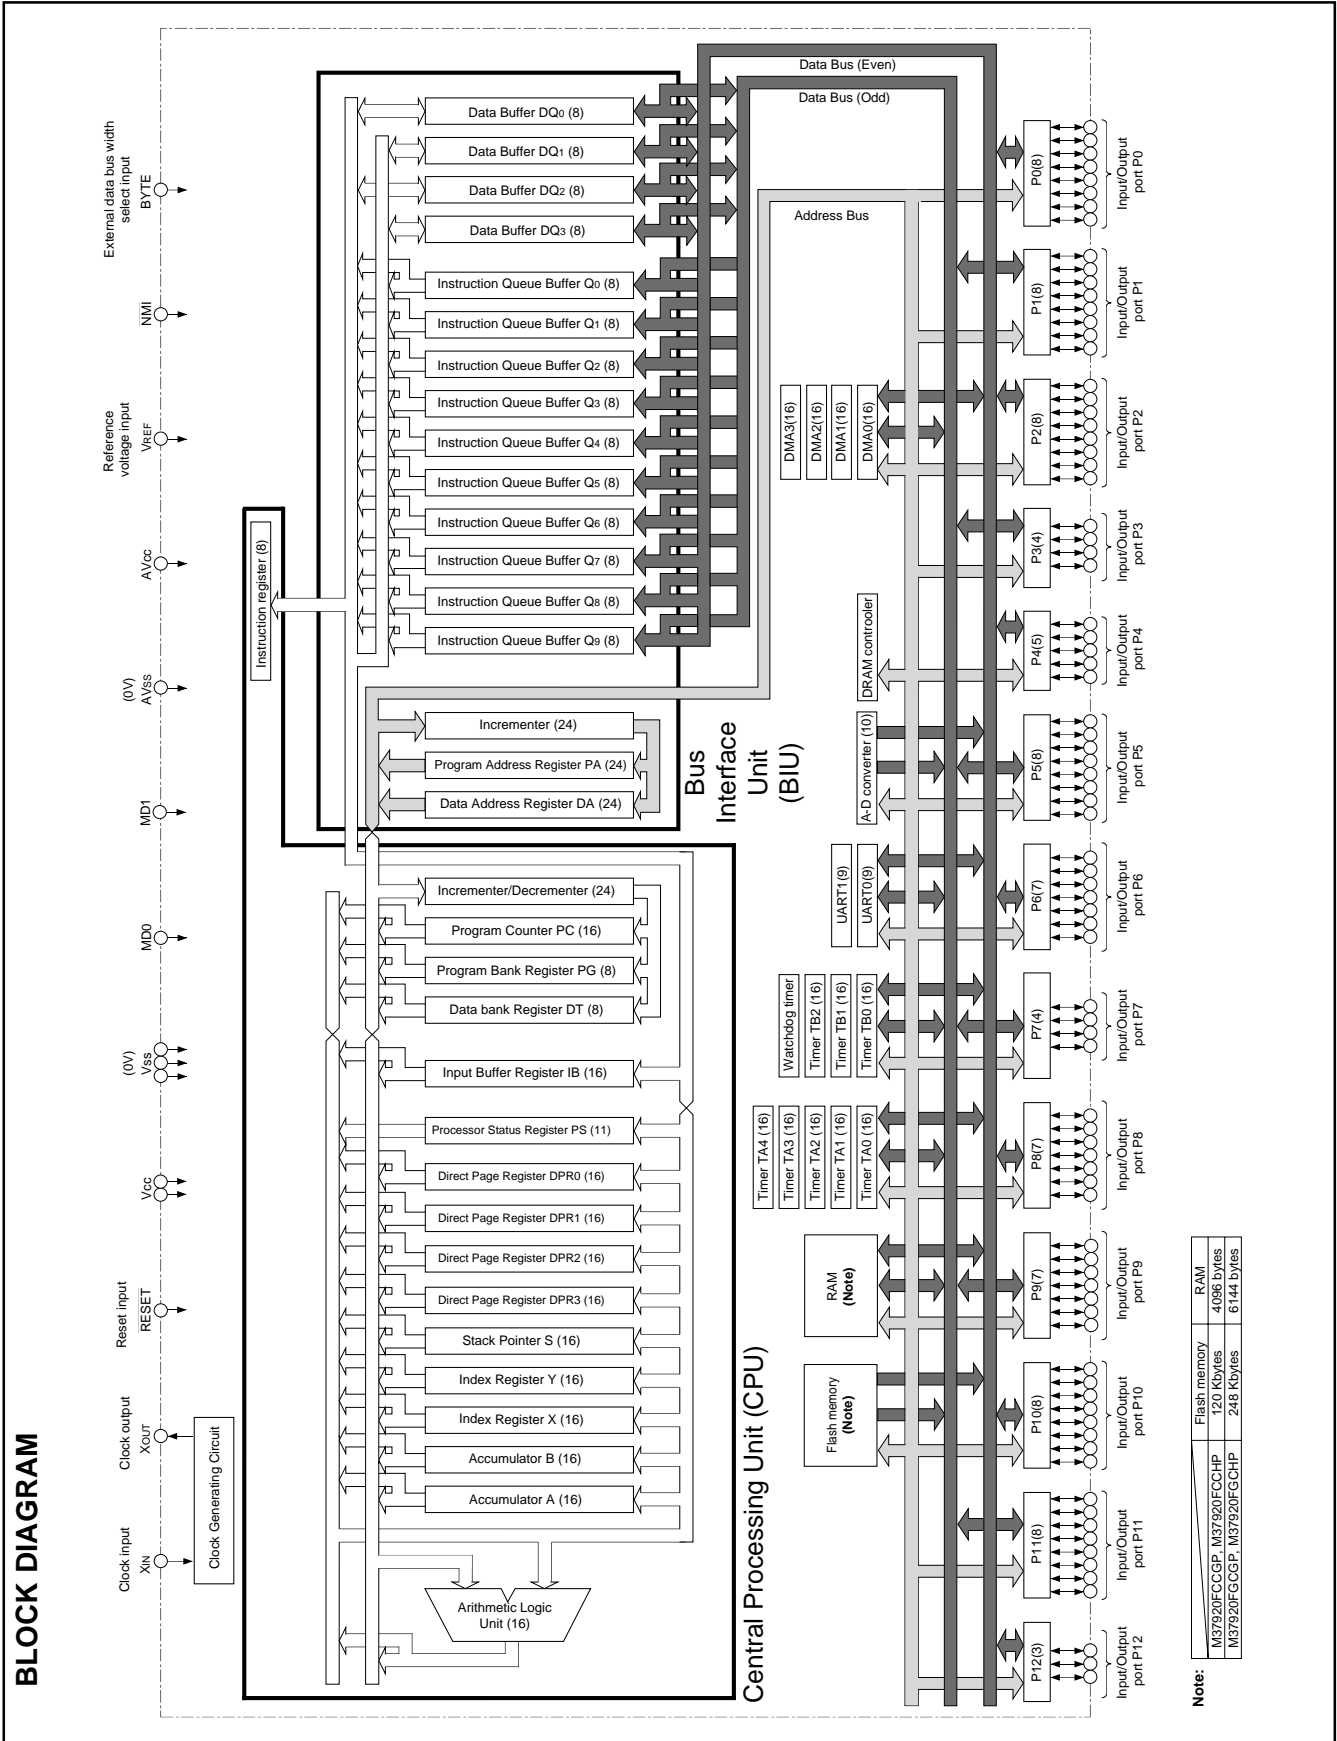 BLOCK DIAGRAM
Clock input
XIN
Clock output
XOUT
Reset input
RESET
Vcc
(0V)
Vss
MD0
MD1
(0V)
AVss
AVcc
Reference
voltage input
VREF
NMI
External data bus width
select input
BYTE
Clock Generating Circuit
Instruction register (8)
Data Buffer DQ0 (8)
Data Buffer DQ1 (8)
Data Buffer DQ2 (8)
Data Buffer DQ3 (8)
Instruction Queue Buffer Q0 (8)
Instruction Queue Buffer Q1 (8)
Instruction Queue Buffer Q2 (8)
Instruction Queue Buffer Q3 (8)
Instruction Queue Buffer Q4 (8)
Instruction Queue Buffer Q5 (8)
Instruction Queue Buffer Q6 (8)
Instruction Queue Buffer Q7 (8)
Instruction Queue Buffer Q8 (8)
Instruction Queue Buffer Q9 (8)
Incrementer (24)
Program Address Register PA (24)
Data Address Register DA (24)
Bus
Interface
Unit
(BIU)
Incrementer/Decrementer (24)
Program Counter PC (16)
Program Bank Register PG (8)
Data bank Register DT (8)
Input Buffer Register IB (16)
Processor Status Register PS (11)
Direct Page Register DPR0 (16)
Direct Page Register DPR1 (16)
Direct Page Register DPR2 (16)
Direct Page Register DPR3 (16)
Stack Pointer S (16)
Index Register Y (16)
Index Register X (16)
Accumulator B (16)
Accumulator A (16)
Arithmetic Logic
Unit (16)
Central Processing Unit (CPU)
Data Bus (Even)
Data Bus (Odd)
Address Bus
Flash memory
(Note)
RAM
(Note)
Timer TA4 (16)
Timer TA3 (16)
Timer TA2 (16)
Timer TA1 (16)
Timer TA0 (16)
Watchdog timer
Timer TB2 (16)
Timer TB1 (16)
Timer TB0 (16)
UART1(9)
UART0(9)
A-D converter (10)
DRAM controoler
DMA3(16)
DMA2(16)
DMA1(16)
DMA0(16)
P12(3)
P11(8)
P10(8)
P9(7)
P8(7)
P7(4)
P6(7)
P5(8)
P4(5)
P3(4)
P2(8)
P1(8)
P0(8)
Input/Output
port P12
Input/Output
port P11
Input/Output
port P10
Input/Output
port P9
Input/Output
port P8
Input/Output
port P7
Input/Output
port P6
Input/Output
port P5
Input/Output
port P4
Input/Output
port P3
Input/Output
port P2
Input/Output
port P1
Input/Output
port P0
Note:
Flash memory RAM
M37920FCCGP, M37920FCCHP 120 Kbytes 4096 bytes
M37920FGCGP, M37920FGCHP 248 Kbytes 6144 bytes